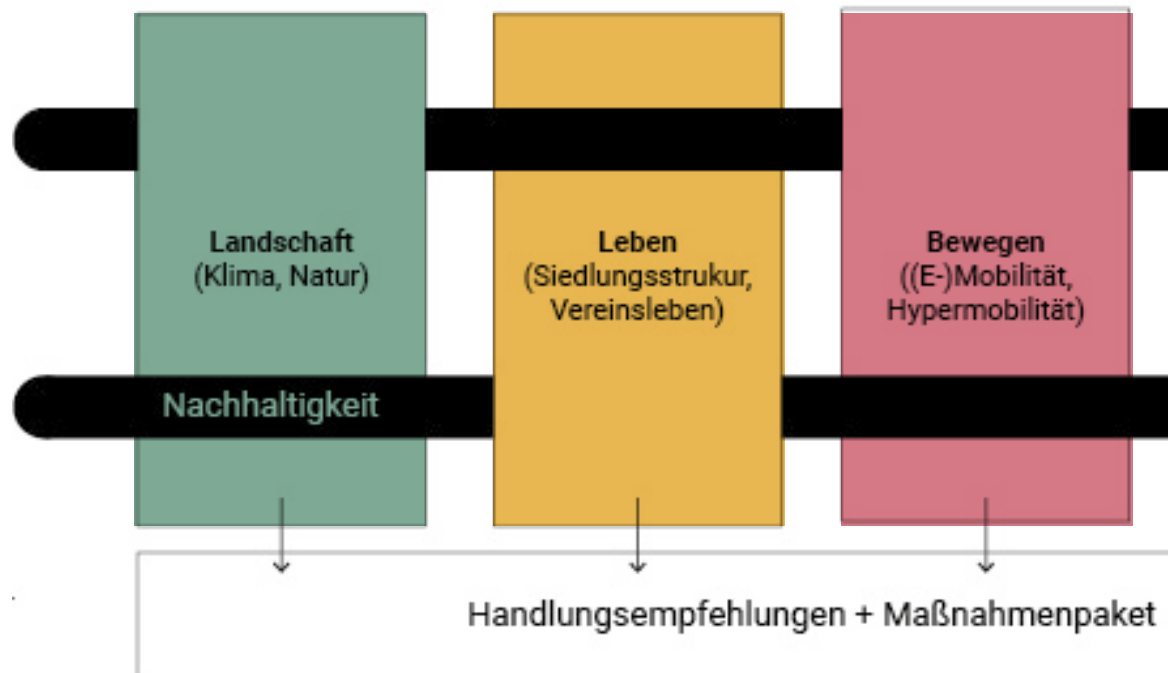 Landschaft
(Klima, Natur)
Leben
(Siedlungsstrukur,
Vereinsleben)
Bewegen
((E-)Mobilität,
Hypermobilität)
Nachhaltigkeit
Handlungsempfehlungen + Maßnahmenpaket